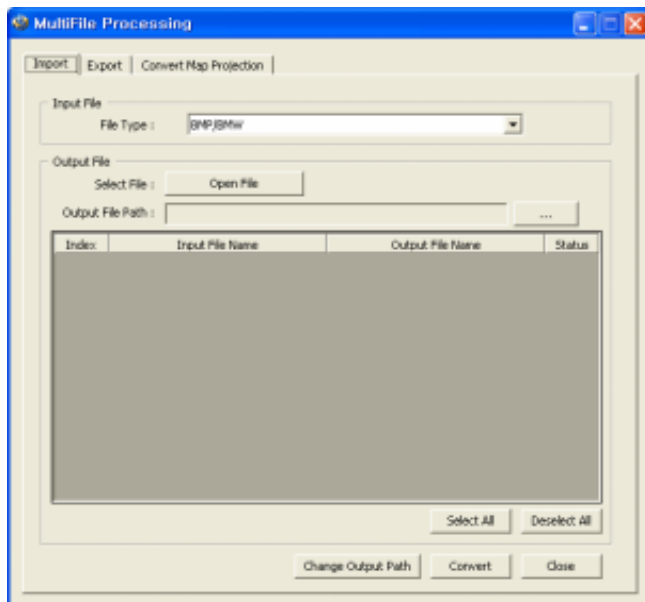 MultiFile Processing
Import Export Convert Map Projection
Input File
File Type : BMP/BMW
Output File
Select File : Open File
Output File Path : ...
Index Input File Name Output File Name Status
Select All Deselect All
Change Output Path Convert Close